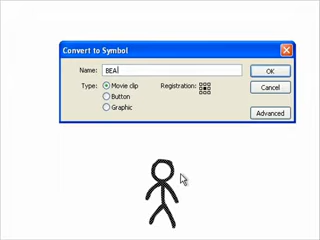 Convert to Symbol
Name: BEA
OK
Type: Movie clip Registration:
Cancel
Button
Graphic
Advanced